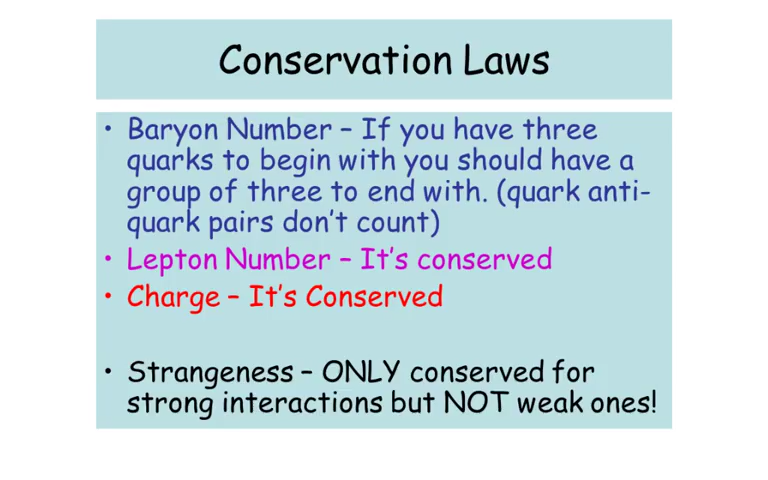 Conservation Laws
• Baryon Number – If you have three
quarks to begin with you should have a
group of three to end with. (quark anti-
quark pairs don't count)
• Lepton Number – It's conserved
• Charge – It's Conserved
• Strangeness – ONLY conserved for
strong interactions but NOT weak ones!